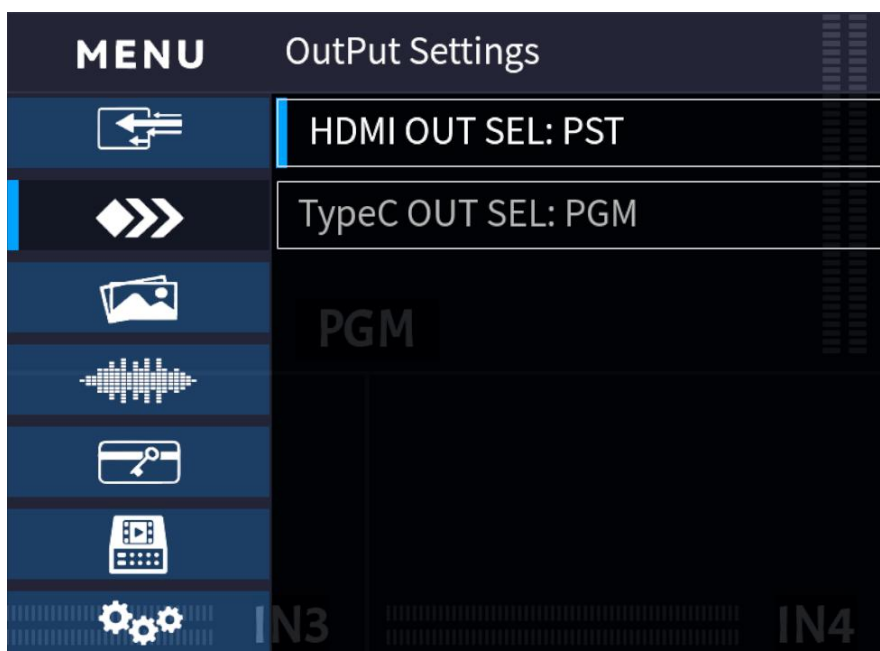 MENU
OutPut Settings
HDMI OUT SEL: PST
TypeC OUT SEL: PGM
PGM
IN3
IN4